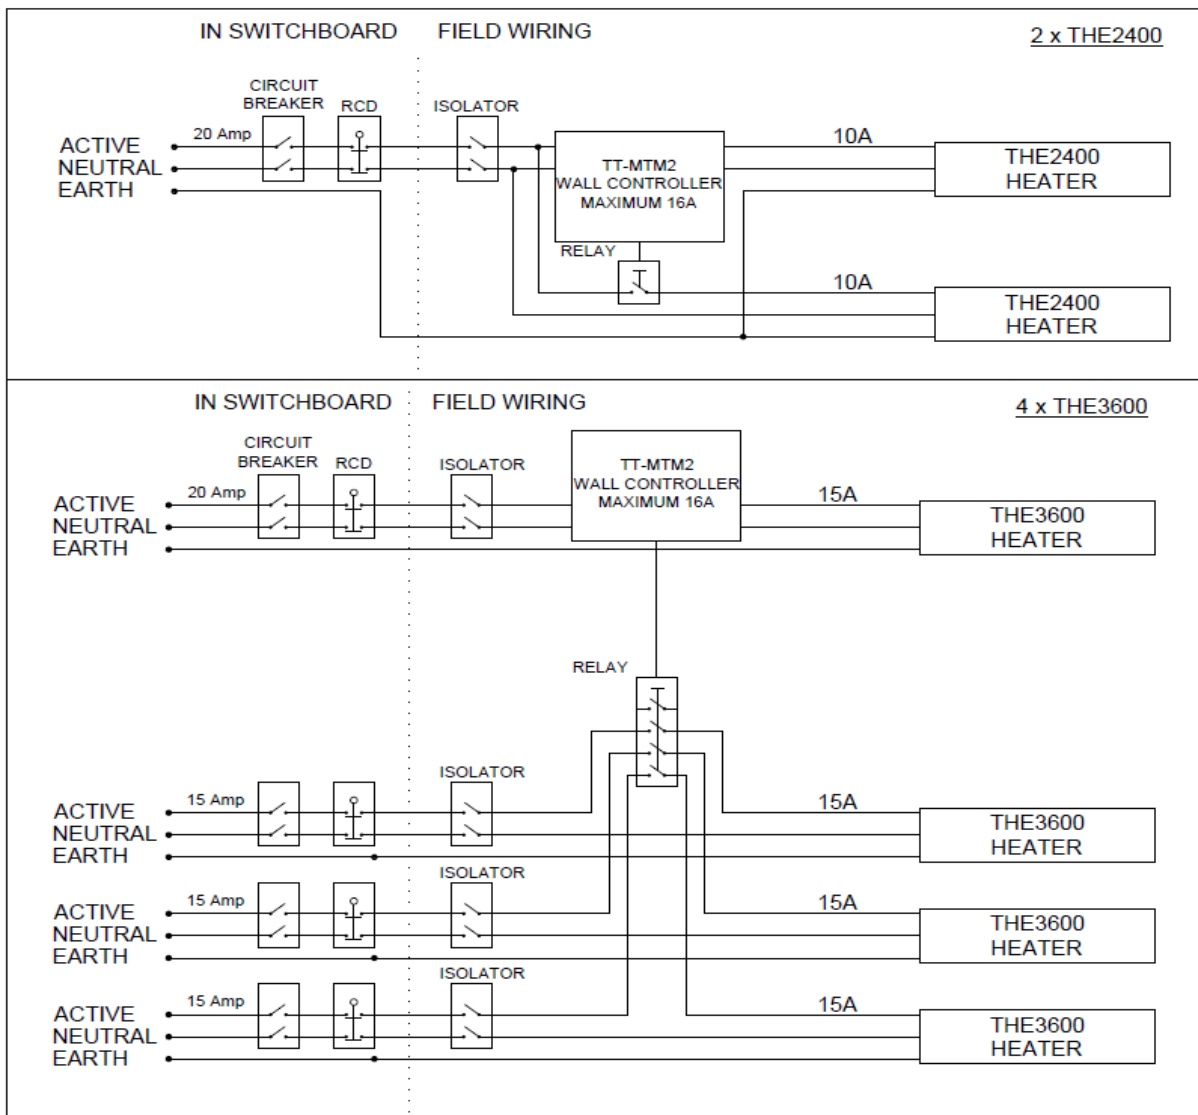 IN SWITCHBOARD
FIELD WIRING
2 x THE2400
CIRCUIT
BREAKER
RCD
ISOLATOR
20 Amp
ACTIVE
NEUTRAL
EARTH
TT-MTM2
WALL CONTROLLER
MAXIMUM 16A
10A
THE2400
HEATER
RELAY
10A
THE2400
HEATER
IN SWITCHBOARD
FIELD WIRING
4 x THE3600
CIRCUIT
BREAKER
RCD
ISOLATOR
20 Amp
ACTIVE
NEUTRAL
EARTH
TT-MTM2
WALL CONTROLLER
MAXIMUM 16A
15A
THE3600
HEATER
RELAY
ISOLATOR
15 Amp
ACTIVE
NEUTRAL
EARTH
15A
THE3600
HEATER
ISOLATOR
15 Amp
ACTIVE
NEUTRAL
EARTH
15A
THE3600
HEATER
ISOLATOR
15 Amp
ACTIVE
NEUTRAL
EARTH
15A
THE3600
HEATER